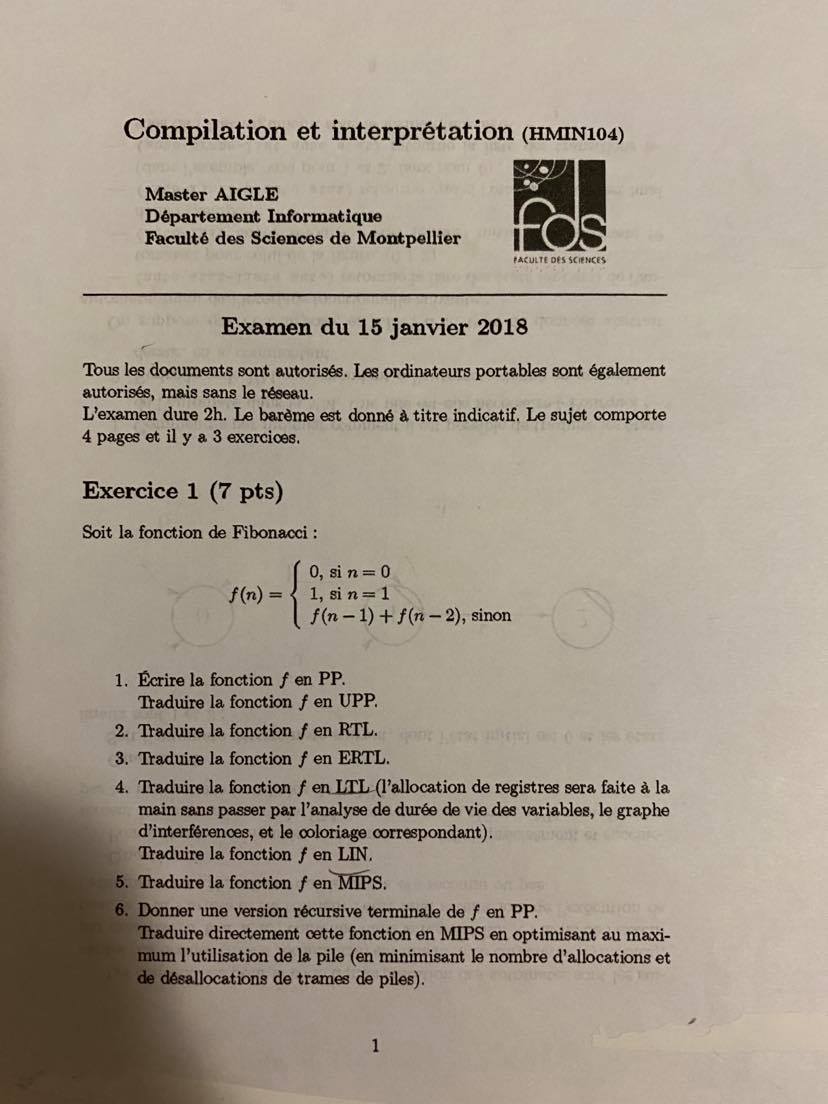 Compilation et interprétation (HMIN104)
Master AIGLE
Département Informatique
Faculté des Sciences de Montpellier
fds
FACULTE DES SCIENCES
Examen du 15 janvier 2018
Tous les documents sont autorisés. Les ordinateurs portables sont également
autorisés, mais sans le réseau.
L'examen dure 2h. Le barème est donné à titre indicatif. Le sujet comporte
4 pages et il y a 3 exercices.
Exercice 1 (7 pts)
Soit la fonction de Fibonacci :
0, si n = 0
f(n) = { 1, si n = 1
f(n − 1) + f(n − 2), sinon
1. Écrire la fonction f en PP.
Traduire la fonction f en UPP.
2. Traduire la fonction f en RTL.
3. Traduire la fonction f en ERTL.
4. Traduire la fonction f en LTL (l'allocation de registres sera faite à la
main sans passer par l'analyse de durée de vie des variables, le graphe
d'interférences, et le coloriage correspondant).
Traduire la fonction f en LIN.
5. Traduire la fonction f en MIPS.
6. Donner une version récursive terminale de f en PP.
Traduire directement cette fonction en MIPS en optimisant au maxi-
mum l'utilisation de la pile (en minimisant le nombre d'allocations et
de désallocations de trames de piles).
1